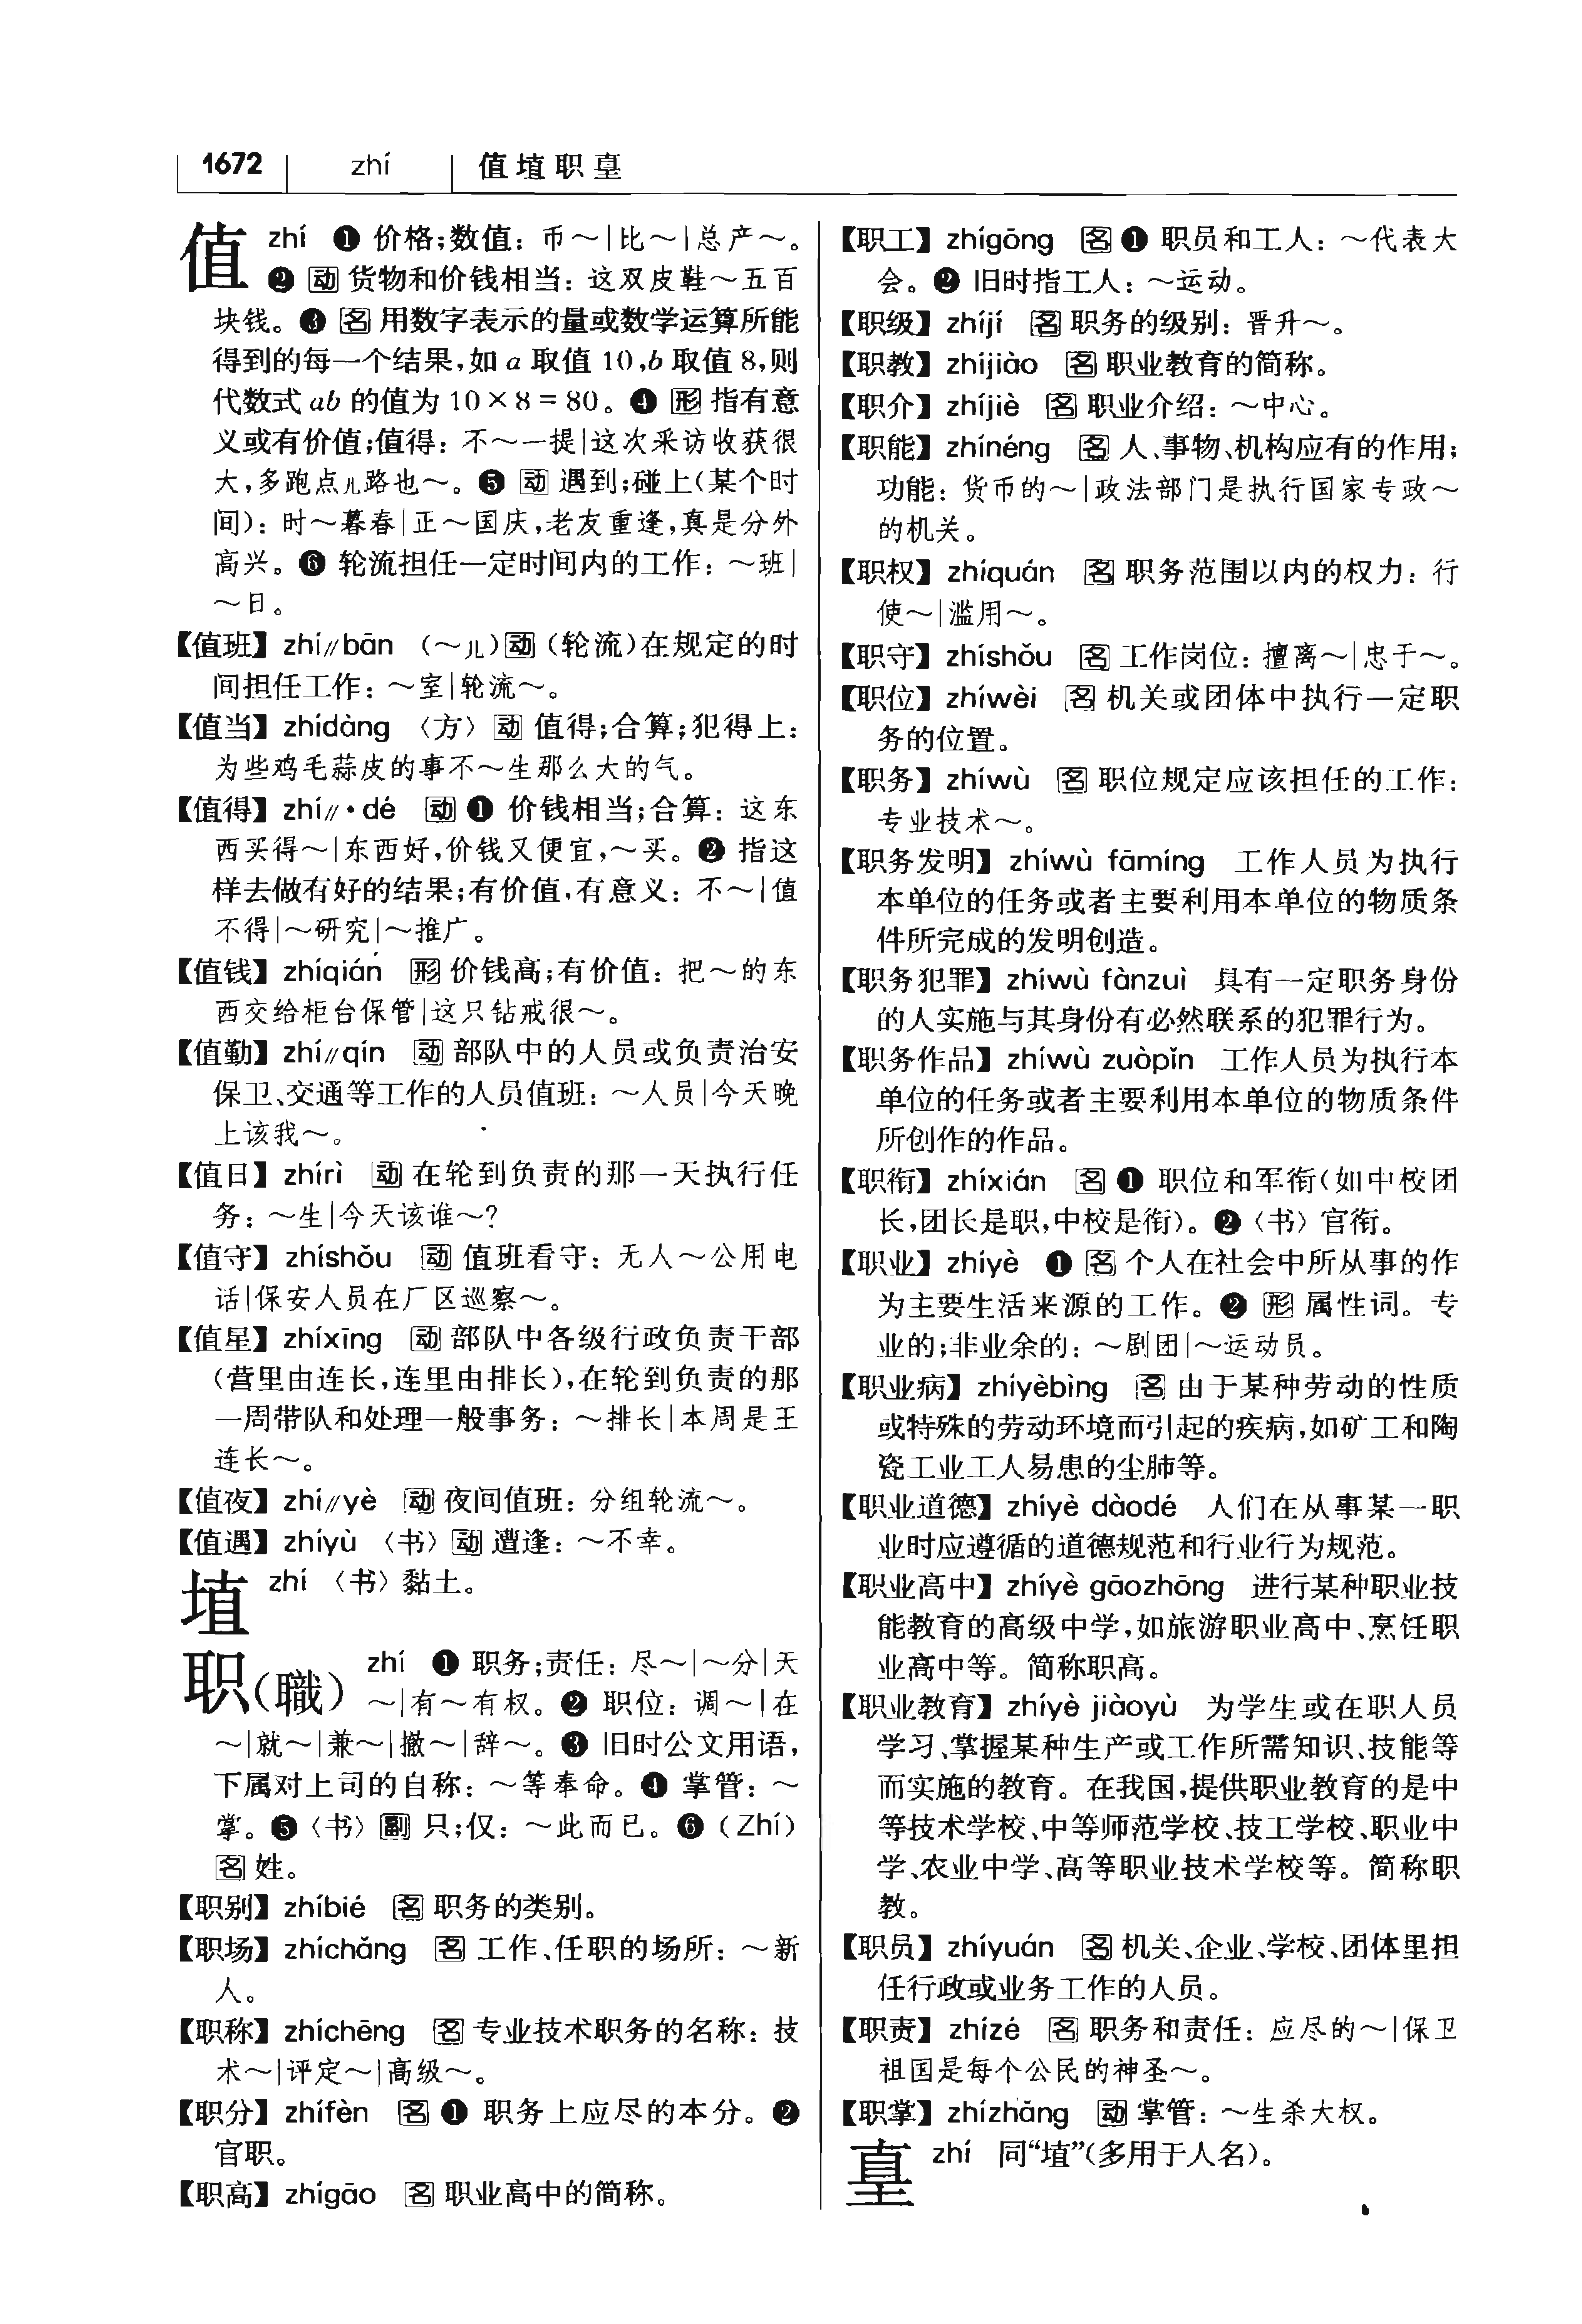 1672 zhí 值埴职㙷
值 zhí ❶ 价格;数值: 币～|比～|总产～。
❷ 动 货物和价钱相当: 这双皮鞋～五百
块钱。❸ 名 用数字表示的量或数学运算所能
得到的每一个结果,如 a 取值 10,b 取值 8,则
代数式 ab 的值为 10×8=80。❹ 形 指有意
义或有价值;值得: 不～一提|这次采访收获很
大,多跑点儿路也～。❺ 动 遇到;碰上(某个时
间): 时～暮春|正～国庆,老友重逢,真是分外
高兴。❻ 轮流担任一定时间内的工作: ～班|
～日。
【值班】 zhí//bān (～儿)动 (轮流)在规定的时
间担任工作: ～室|轮流～。
【值当】 zhídàng 〈方〉 动 值得;合算;犯得上:
为些鸡毛蒜皮的事不～生那么大的气。
【值得】 zhí//·dé 动 ❶ 价钱相当;合算: 这东
西买得～|东西好,价钱又便宜,～买。❷ 指这
样去做有好的结果;有价值,有意义: 不～|值
不得|～研究|～推广。
【值钱】 zhíqián 形 价钱高;有价值: 把～的东
西交给柜台保管|这只钻戒很～。
【值勤】 zhí//qín 动 部队中的人员或负责治安
保卫、交通等工作的人员值班: ～人员|今天晚
上该我～。
【值日】 zhírì 动 在轮到负责的那一天执行任
务: ～生|今天该谁～?
【值守】 zhíshǒu 动 值班看守: 无人～公用电
话|保安人员在厂区巡察～。
【值星】 zhíxīng 动 部队中各级行政负责干部
(营里由连长,连里由排长),在轮到负责的那
一周带队和处理一般事务: ～排长|本周是王
连长～。
【值夜】 zhí//yè 动 夜间值班: 分组轮流～。
【值遇】 zhíyù 〈书〉 动 遭逢: ～不幸。
埴 zhí 〈书〉 黏土。
职(職) zhí ❶ 职务;责任: 尽～|～分|天
～|有～有权。❷ 职位: 调～|在
～|就～|兼～|撤～|辞～。❸ 旧时公文用语,
下属对上司的自称: ～等奉命。❹ 掌管: ～
掌。❺〈书〉 副 只;仅: ～此而已。❻ (Zhí)
名 姓。
【职别】 zhíbié 名 职务的类别。
【职场】 zhíchǎng 名 工作、任职的场所: ～新
人。
【职称】 zhíchēng 名 专业技术职务的名称: 技
术～|评定～|高级～。
【职分】 zhífèn 名 ❶ 职务上应尽的本分。❷
官职。
【职高】 zhígāo 名 职业高中的简称。
【职工】 zhígōng 名 ❶ 职员和工人: ～代表大
会。❷ 旧时指工人: ～运动。
【职级】 zhíjí 名 职务的级别: 晋升～。
【职教】 zhíjiào 名 职业教育的简称。
【职介】 zhíjiè 名 职业介绍: ～中心。
【职能】 zhínéng 名 人、事物、机构应有的作用;
功能: 货币的～|政法部门是执行国家专政～
的机关。
【职权】 zhíquán 名 职务范围以内的权力: 行
使～|滥用～。
【职守】 zhíshǒu 名 工作岗位: 擅离～|忠于～。
【职位】 zhíwèi 名 机关或团体中执行一定职
务的位置。
【职务】 zhíwù 名 职位规定应该担任的工作:
专业技术～。
【职务发明】 zhíwù fāmíng 工作人员为执行
本单位的任务或者主要利用本单位的物质条
件所完成的发明创造。
【职务犯罪】 zhíwù fànzuì 具有一定职务身份
的人实施与其身份有必然联系的犯罪行为。
【职务作品】 zhíwù zuòpǐn 工作人员为执行本
单位的任务或者主要利用本单位的物质条件
所创作的作品。
【职衔】 zhíxián 名 ❶ 职位和军衔(如中校团
长,团长是职,中校是衔)。❷〈书〉 官衔。
【职业】 zhíyè ❶ 名 个人在社会中所从事的作
为主要生活来源的工作。❷ 形 属性词。专
业的;非业余的: ～剧团|～运动员。
【职业病】 zhíyèbìng 名 由于某种劳动的性质
或特殊的劳动环境而引起的疾病,如矿工和陶
瓷工业工人易患的尘肺等。
【职业道德】 zhíyè dàodé 人们在从事某一职
业时应遵循的道德规范和行业行为规范。
【职业高中】 zhíyè gāozhōng 进行某种职业技
能教育的高级中学,如旅游职业高中、烹饪职
业高中等。简称职高。
【职业教育】 zhíyè jiàoyù 为学生或在职人员
学习、掌握某种生产或工作所需知识、技能等
而实施的教育。在我国,提供职业教育的是中
等技术学校、中等师范学校、技工学校、职业中
学、农业中学、高等职业技术学校等。简称职
教。
【职员】 zhíyuán 名 机关、企业、学校、团体里担
任行政或业务工作的人员。
【职责】 zhízé 名 职务和责任: 应尽的～|保卫
祖国是每个公民的神圣～。
【职掌】 zhízhǎng 动 掌管: ～生杀大权。
㙷 zhí 同“埴”(多用于人名)。